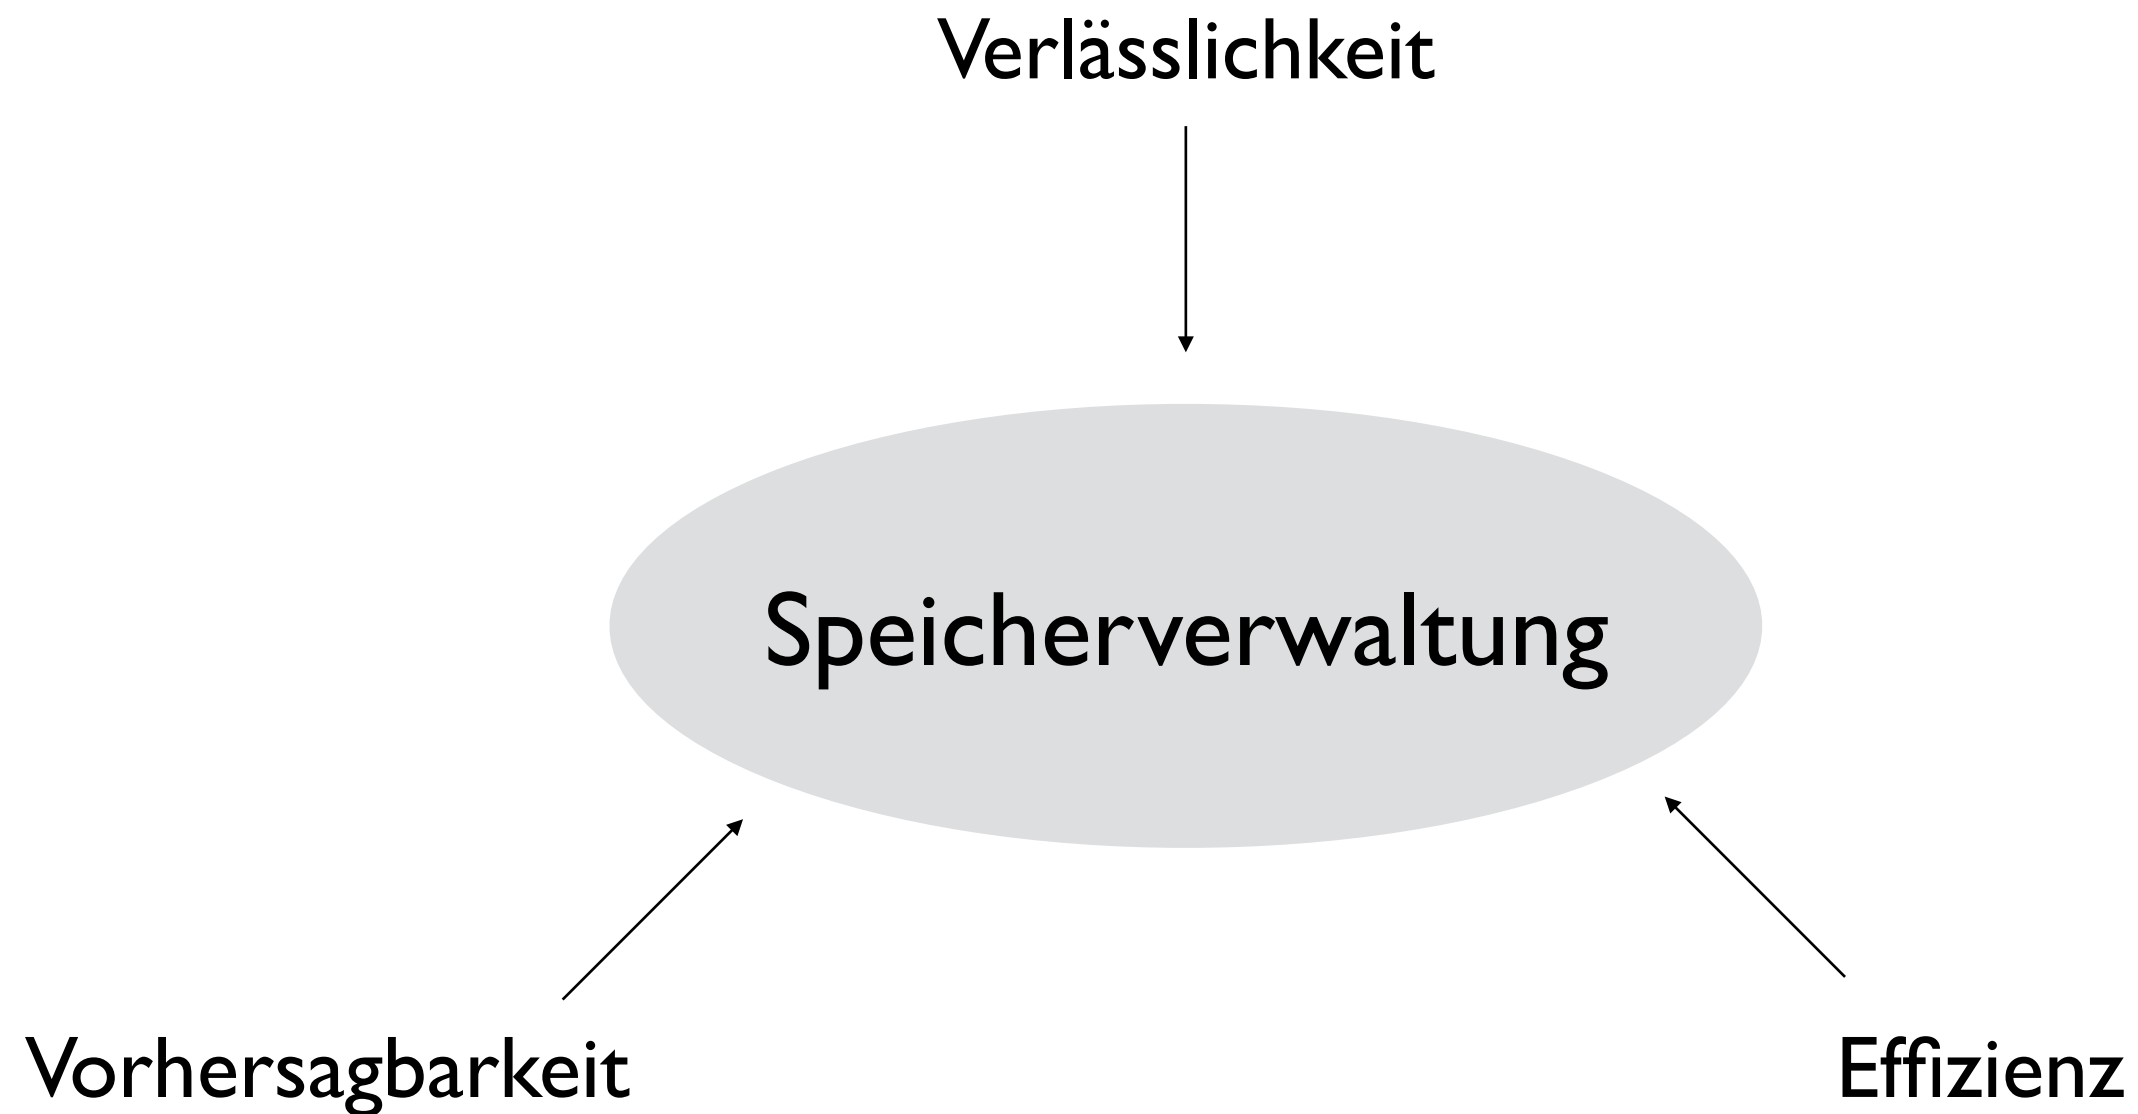 Verlässlichkeit
Speicherverwaltung
Vorhersagbarkeit
Effizienz